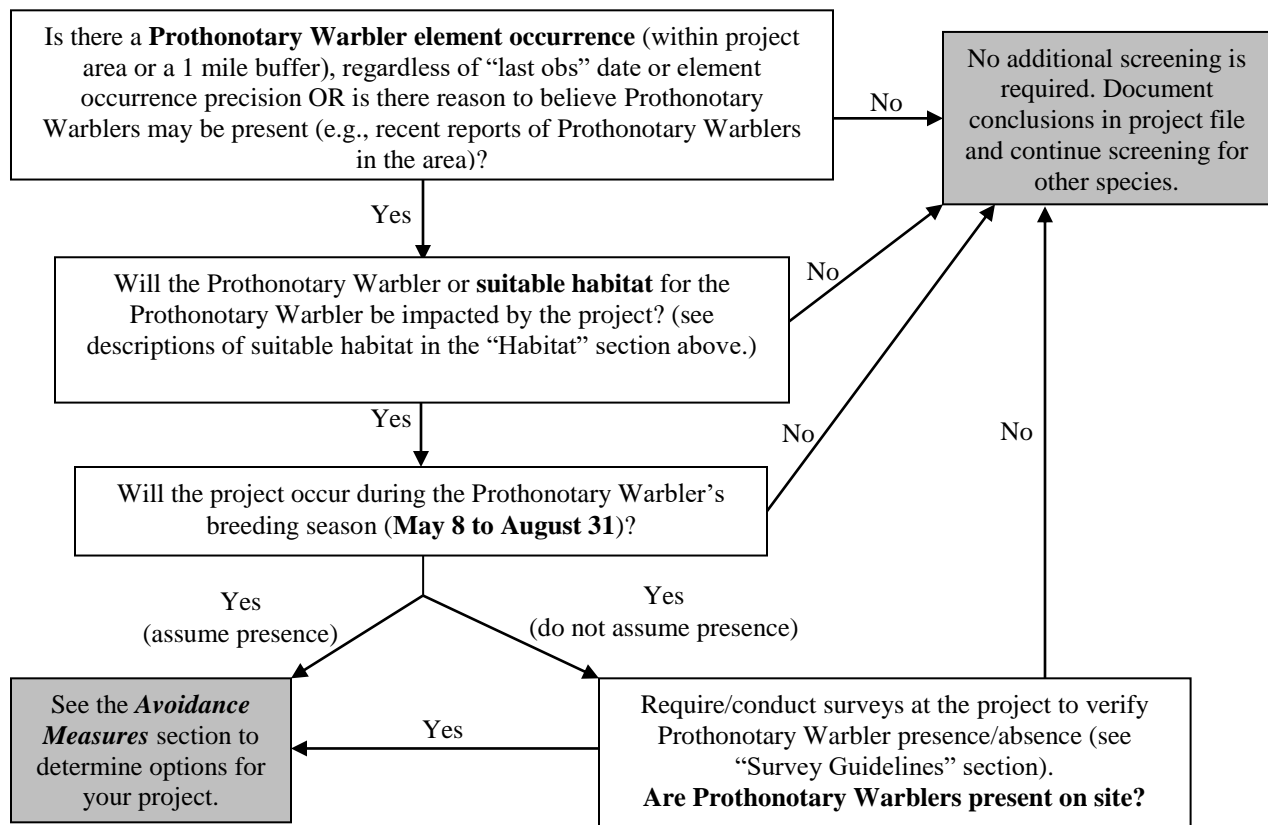 Is there a Prothonotary Warbler element occurrence (within project
area or a 1 mile buffer), regardless of “last obs” date or element
occurrence precision OR is there reason to believe Prothonotary
Warblers may be present (e.g., recent reports of Prothonotary Warblers
in the area)?
No
No additional screening is
required. Document
conclusions in project file
and continue screening for
other species.
Yes
Will the Prothonotary Warbler or suitable habitat for the
Prothonotary Warbler be impacted by the project? (see
descriptions of suitable habitat in the “Habitat” section above.)
No
Yes
No
No
Will the project occur during the Prothonotary Warbler’s
breeding season (May 8 to August 31)?
Yes
(assume presence)
Yes
(do not assume presence)
See the Avoidance
Measures section to
determine options for
your project.
Yes
Require/conduct surveys at the project to verify
Prothonotary Warbler presence/absence (see
“Survey Guidelines” section).
Are Prothonotary Warblers present on site?